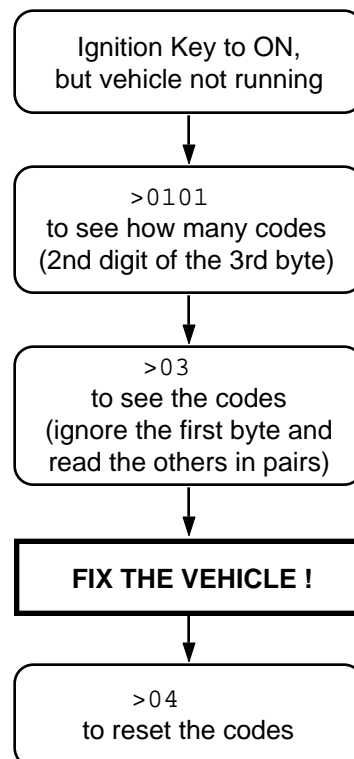 Ignition Key to ON,
but vehicle not running
>0101
to see how many codes
(2nd digit of the 3rd byte)
>03
to see the codes
(ignore the first byte and
read the others in pairs)
FIX THE VEHICLE !
>04
to reset the codes